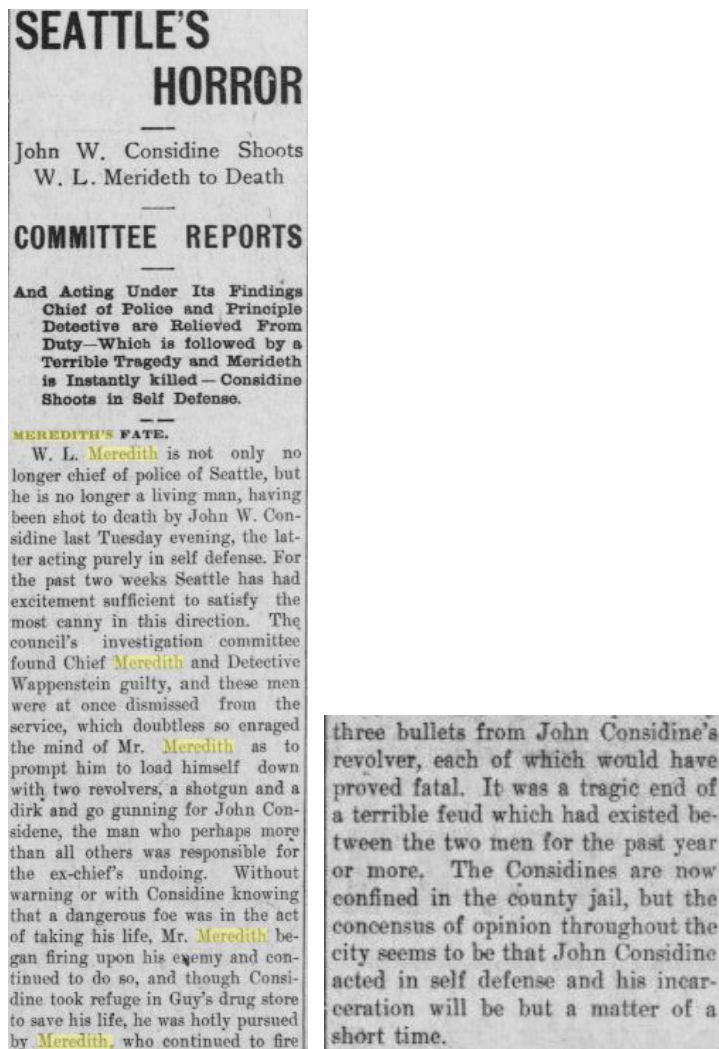 SEATTLE'S
HORROR
John W. Considine Shoots
W. L. Merideth to Death
COMMITTEE REPORTS
And Acting Under Its Findings
Chief of Police and Principle
Detective are Relieved From
Duty—Which is followed by a
Terrible Tragedy and Merideth
is Instantly killed—Considine
Shoots in Self Defense.
MEREDITH'S FATE.
W. L. Meredith is not only no
longer chief of police of Seattle, but
he is no longer a living man, having
been shot to death by John W. Con-
sidine last Tuesday evening, the lat-
ter acting purely in self defense. For
the past two weeks Seattle has had
excitement sufficient to satisfy the
most canny in this direction. The
council's investigation committee
found Chief Meredith and Detective
Wappenstein guilty, and these men
were at once dismissed from the
service, which doubtless so enraged
the mind of Mr. Meredith as to
prompt him to load himself down
with two revolvers, a shotgun and a
dirk and go gunning for John Con-
sidene, the man who perhaps more
than all others was responsible for
the ex-chief's undoing. Without
warning or with Considine knowing
that a dangerous foe was in the act
of taking his life, Mr. Meredith be-
gan firing upon his enemy and con-
tinued to do so, and though Consi-
dine took refuge in Guy's drug store
to save his life, he was hotly pursued
by Meredith, who continued to fire
three bullets from John Considine's
revolver, each of which would have
proved fatal. It was a tragic end of
a terrible feud which had existed be-
tween the two men for the past year
or more. The Considines are now
confined in the county jail, but the
concensus of opinion throughout the
city seems to be that John Considine
acted in self defense and his incar-
ceration will be but a matter of a
short time.